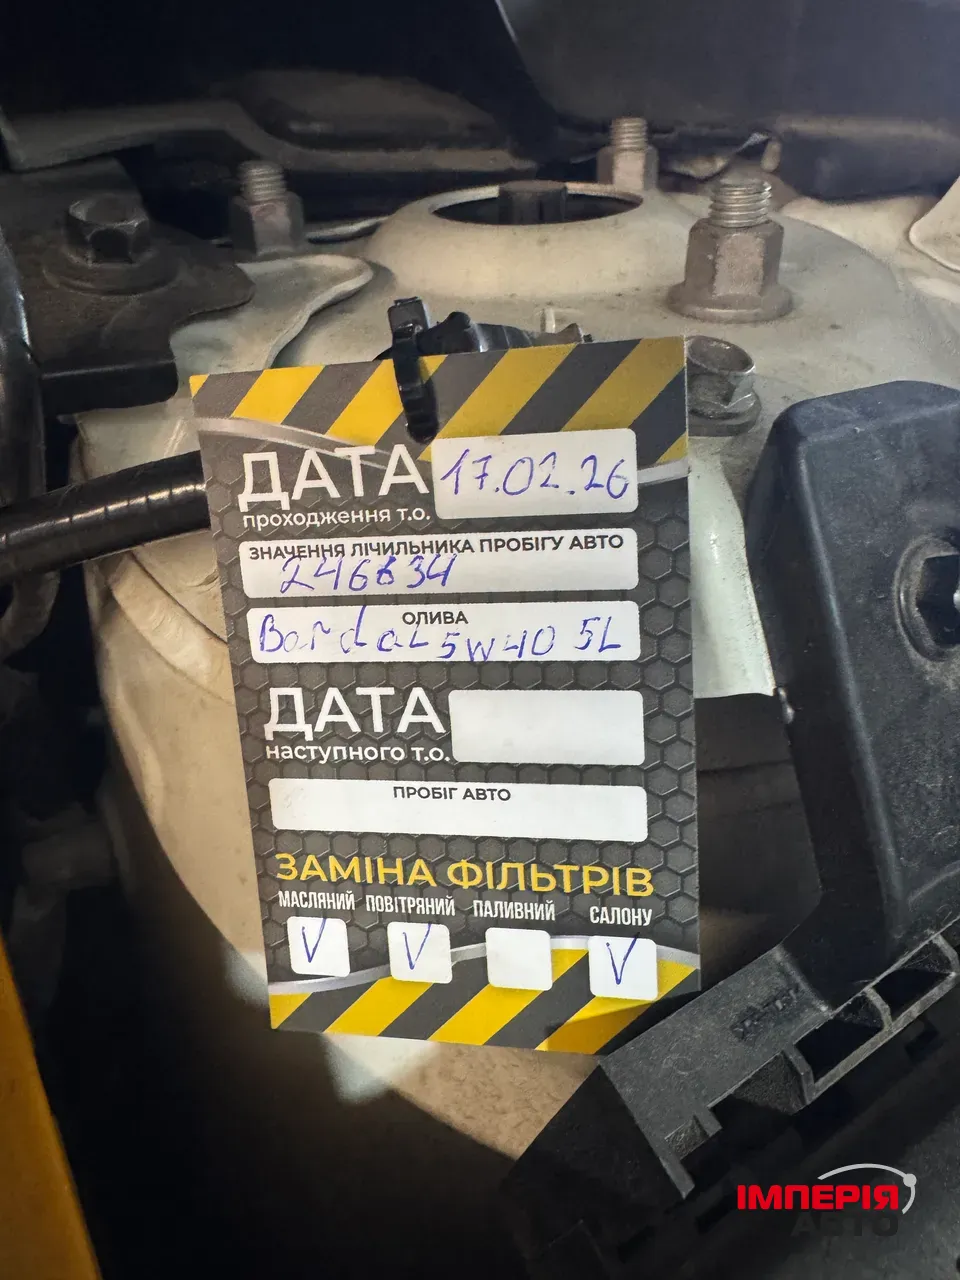 ДАТА 17.02.26
проходження т.о.
ЗНАЧЕННЯ ЛІЧИЛЬНИКА ПРОБІГУ АВТО
246834
ОЛИВА
Bardal 5W40 5L
ДАТА
наступного т.о.
ПРОБІГ АВТО
ЗАМІНА ФІЛЬТРІВ
МАСЛЯНИЙ ПОВІТРЯНИЙ ПАЛИВНИЙ САЛОНУ
V V V
ІМПЕРІЯ
АВТО